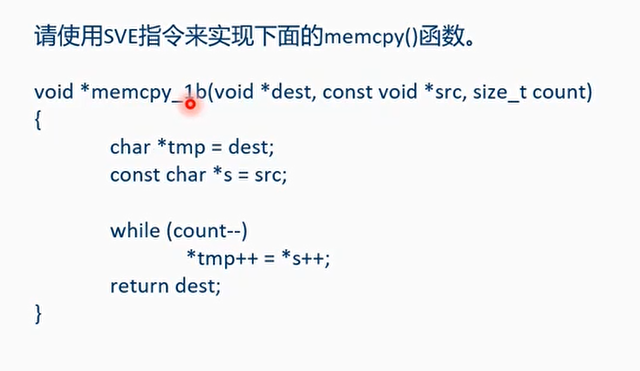 请使用SVE指令来实现下面的memcpy()函数。
void *memcpy_1b(void *dest, const void *src, size_t count)
{
char *tmp = dest;
const char *s = src;
while (count--)
*tmp++ = *s++;
return dest;
}